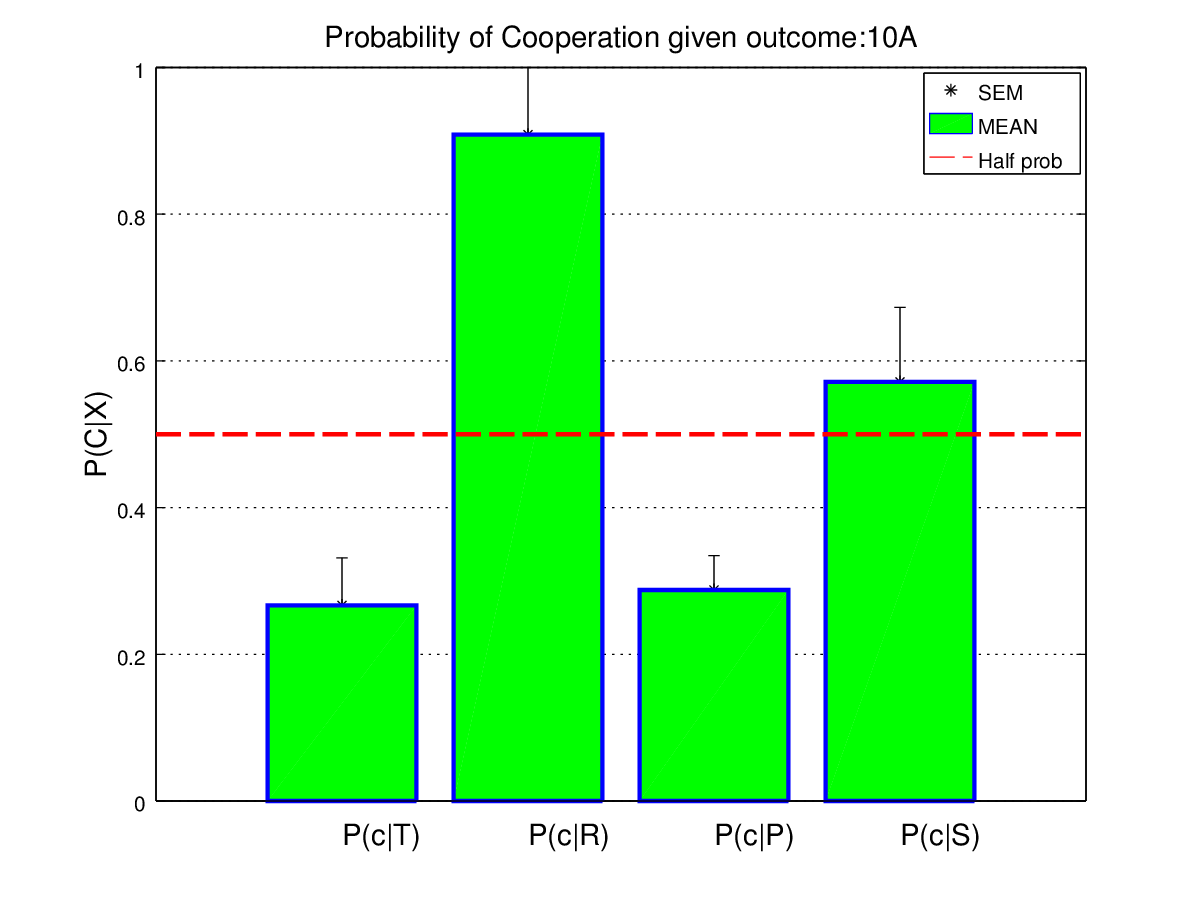 Probability of Cooperation given outcome:10A
1
0.8
0.6
0.4
0.2
0
P(C|X)
SEM
MEAN
Half prob
P(c|T)
P(c|R)
P(c|P)
P(c|S)